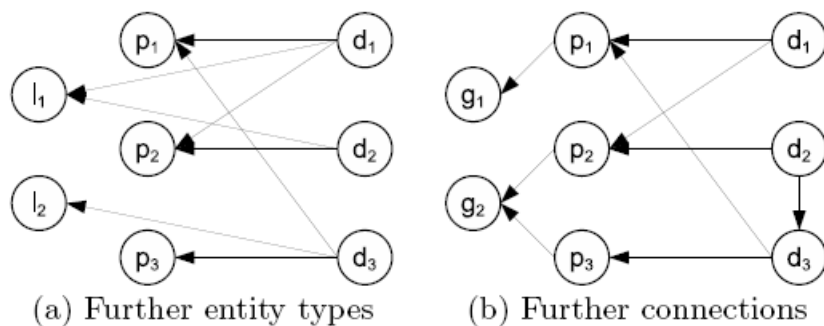 p1 d1 p1 d1
l1 g1
p2 d2 p2 d2
l2 g2
p3 d3 p3 d3
(a) Further entity types (b) Further connections